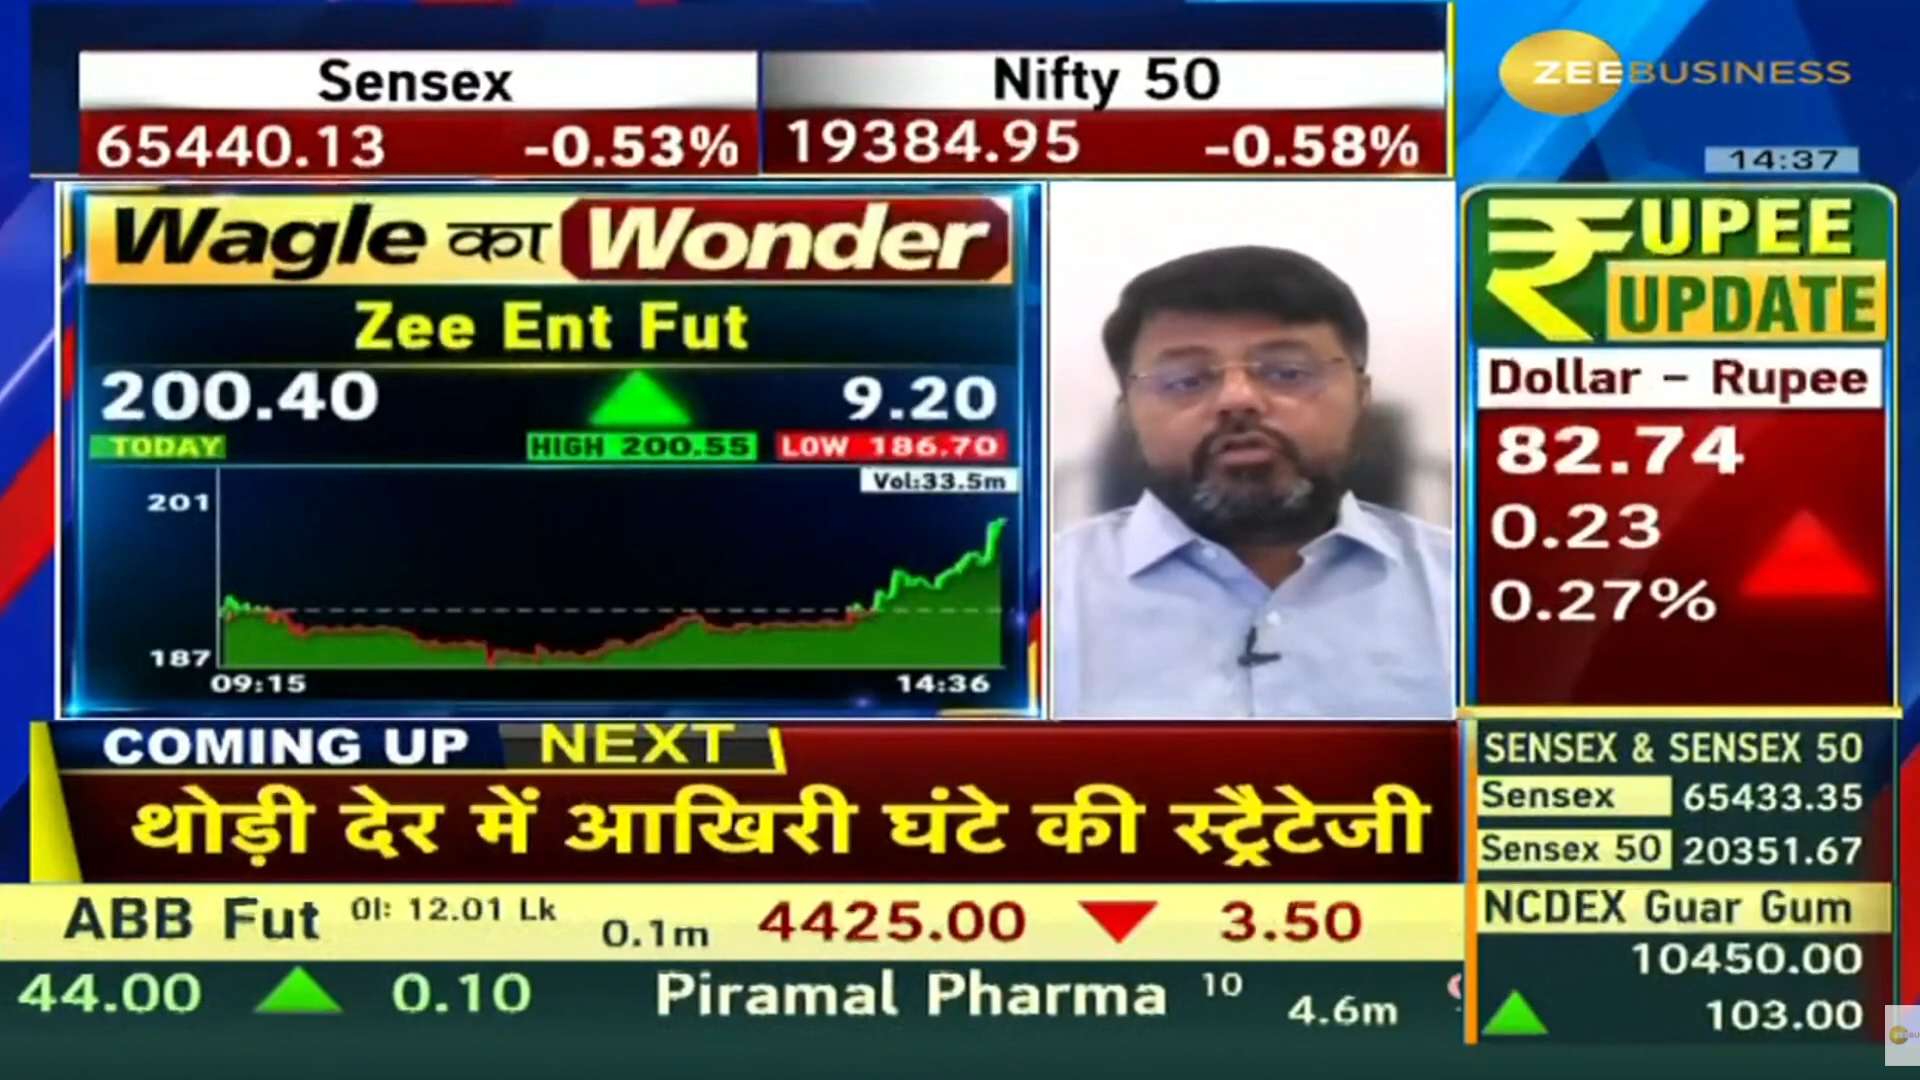 Sensex
65440.13 -0.53%
Nifty 50
19384.95 -0.58%
ZEEBUSINESS
14:37
Wagle का Wonder
Zee Ent Fut
200.40 9.20
TODAY HIGH 200.55 LOW 186.70
Vol:33.5m
201
187
09:15 14:36
₹UPEE
UPDATE
Dollar - Rupee
82.74
0.23
0.27%
COMING UP NEXT
थोड़ी देर में आखिरी घंटे की स्ट्रैटेजी
SENSEX & SENSEX 50
Sensex 65433.35
Sensex 50 20351.67
NCDEX Guar Gum
10450.00
103.00
ABB Fut OI: 12.01 Lk 0.1m 4425.00 3.50
44.00 0.10 Piramal Pharma 10 4.6m